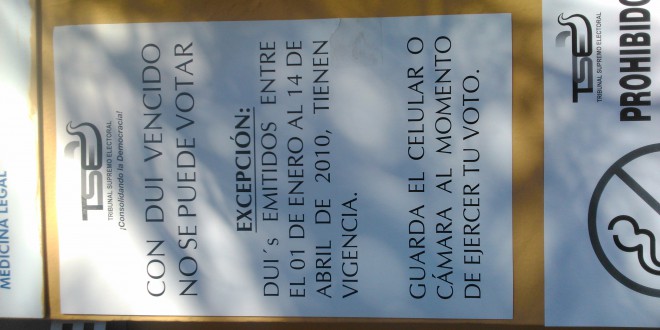 MEDICINA LEGAL
TSE
TRIBUNAL SUPREMO ELECTORAL
¡Consolidando la Democracia!
CON DUI VENCIDO
NO SE PUEDE VOTAR
EXCEPCIÓN:
DUI´s EMITIDOS ENTRE
EL 01 DE ENERO AL 14 DE
ABRIL DE 2010, TIENEN
VIGENCIA.
GUARDA EL CELULAR O
CÁMARA AL MOMENTO
DE EJERCER TU VOTO.
TSE
TRIBUNAL SUPREMO ELECTORAL
PROHIBIDO